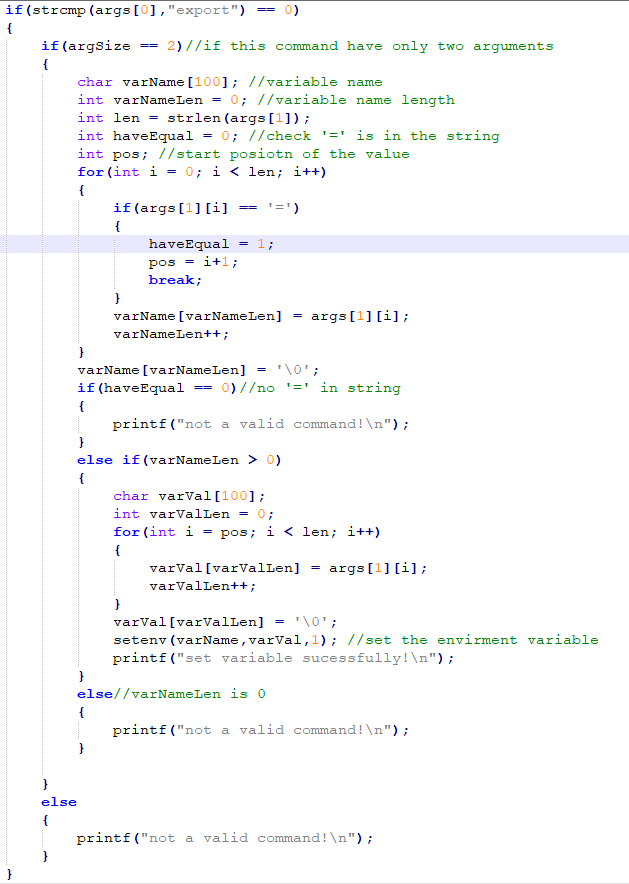 if(strcmp(args[0],"export") == 0)
{
    if(argSize == 2)//if this command have only two arguments
    {
        char varName[100]; //variable name
        int varNameLen = 0; //variable name length
        int len = strlen(args[1]);
        int haveEqual = 0; //check '=' is in the string
        int pos; //start posiotn of the value
        for(int i = 0; i < len; i++)
        {
            if(args[1][i] == '=')
            {
                haveEqual = 1;
                pos = i+1;
                break;
            }
            varName[varNameLen] = args[1][i];
            varNameLen++;
        }
        varName[varNameLen] = '\0';
        if(haveEqual == 0)//no '=' in string
        {
            printf("not a valid command!\n");
        }
        else if(varNameLen > 0)
        {
            char varVal[100];
            int varValLen = 0;
            for(int i = pos; i < len; i++)
            {
                varVal[varValLen] = args[1][i];
                varValLen++;
            }
            varVal[varValLen] = '\0';
            setenv(varName,varVal,1); //set the envirment variable
            printf("set variable sucessfully!\n");
        }
        else//varNameLen is 0
        {
            printf("not a valid command!\n");
        }

    }
    else
    {
        printf("not a valid command!\n");
    }
}